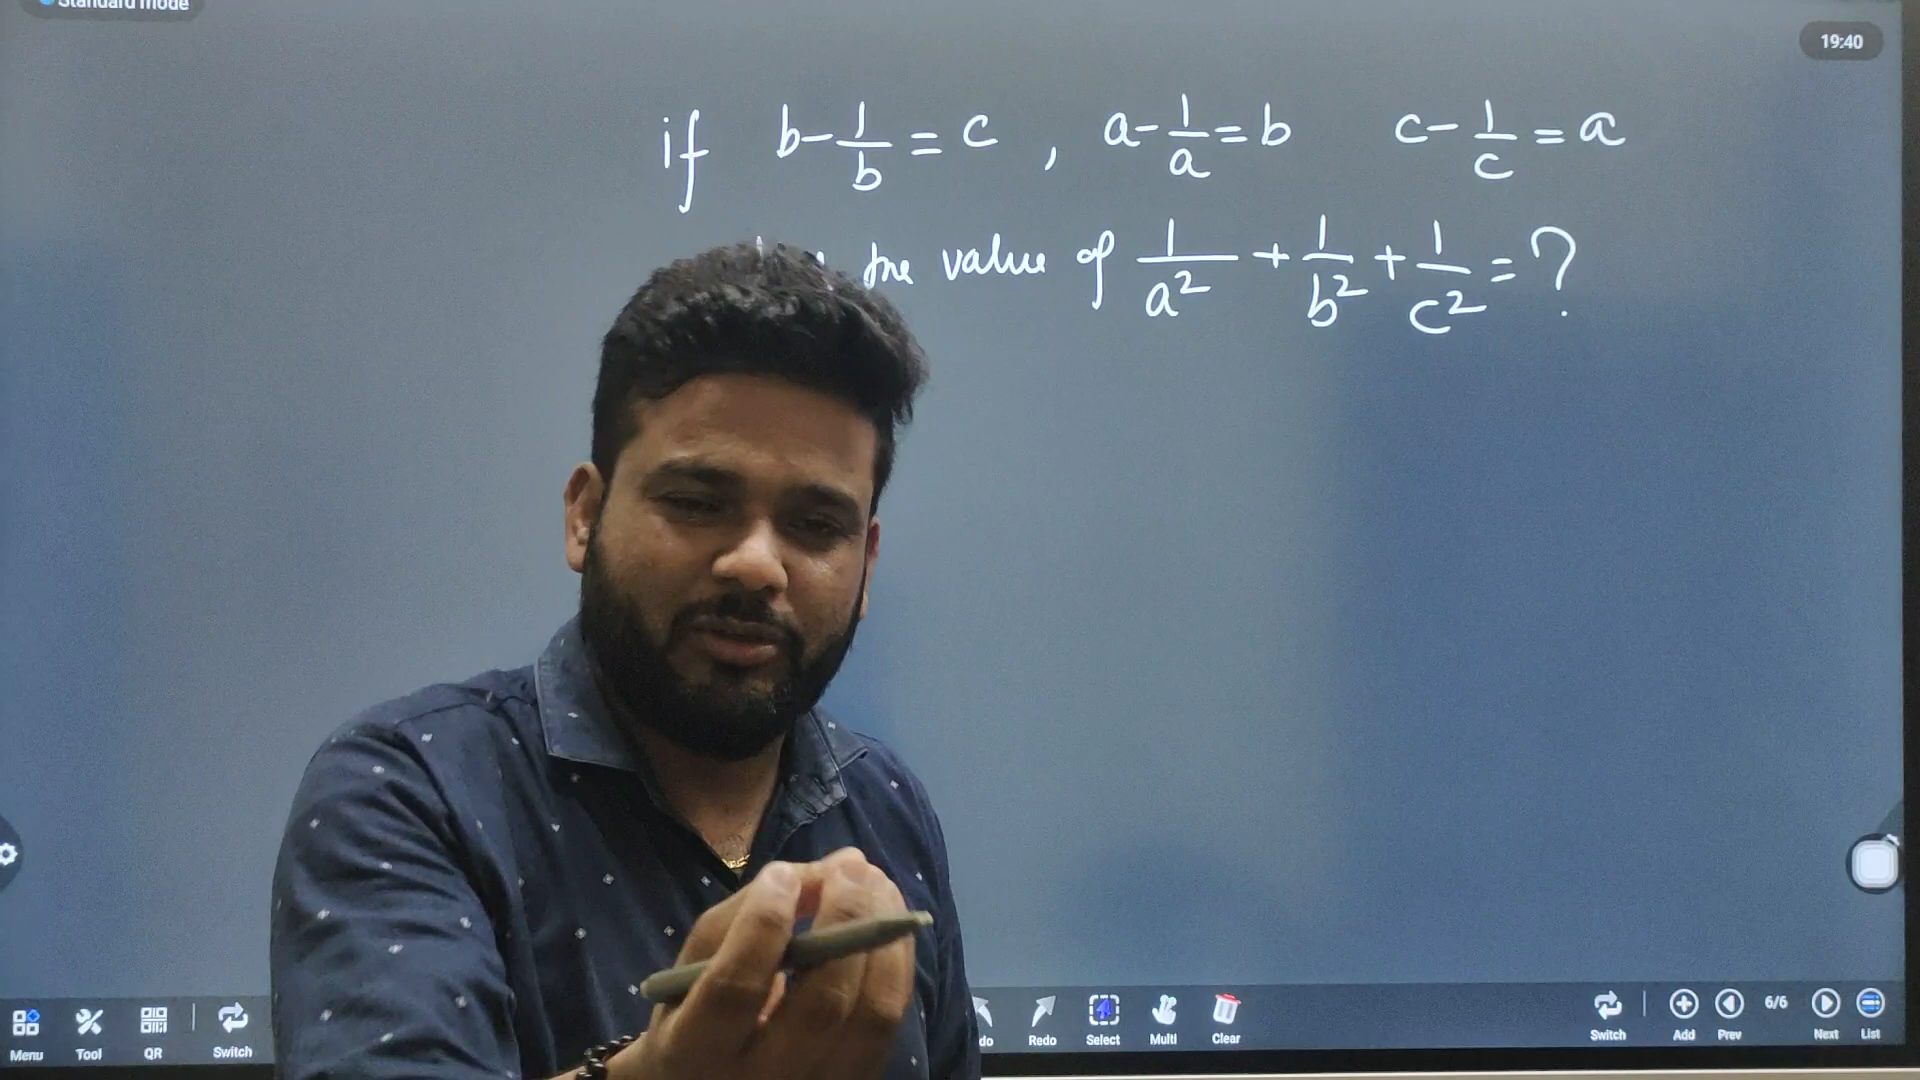 Standard mode
19:40
if b - 1/b = c , a - 1/a = b c - 1/c = a
the value of 1/a² + 1/b² + 1/c² = ?
Menu Tool QR Switch do Redo Select Multi Clear Switch Add Prev 6/6 Next List